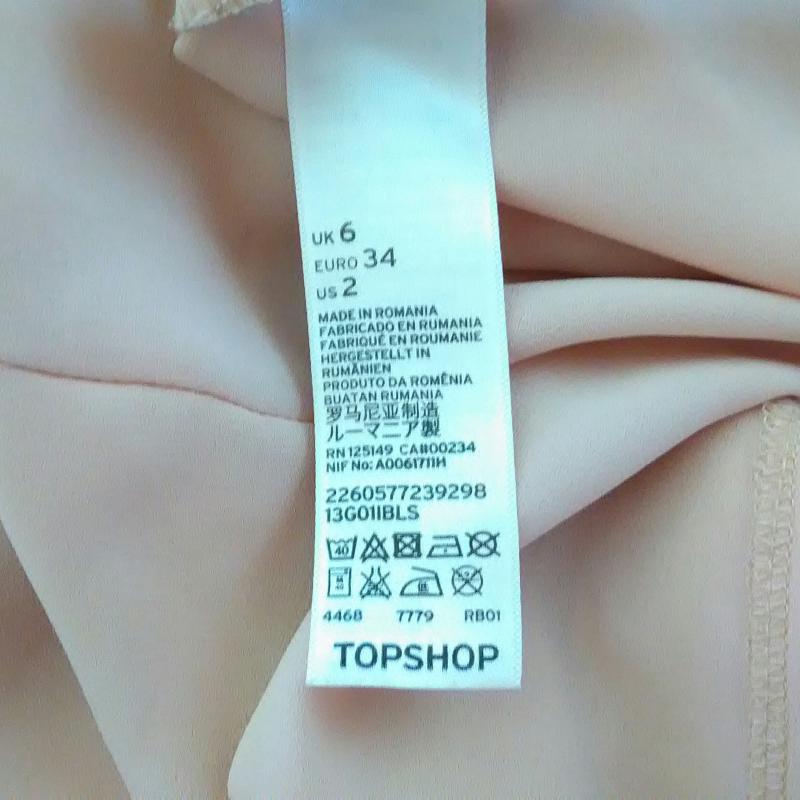 UK 6
EURO 34
US 2
MADE IN ROMANIA
FABRICADO EN RUMANIA
FABRIQUÉ EN ROUMANIE
HERGESTELLT IN
RUMÄNIEN
PRODUTO DA ROMÊNIA
BUATAN RUMANIA
罗马尼亚制造
ルーマニア製
RN 125149 CA#00234
NIF No: A0061711H
2260577239298
13G01IBLS
40
4468 7779 RB01
TOPSHOP